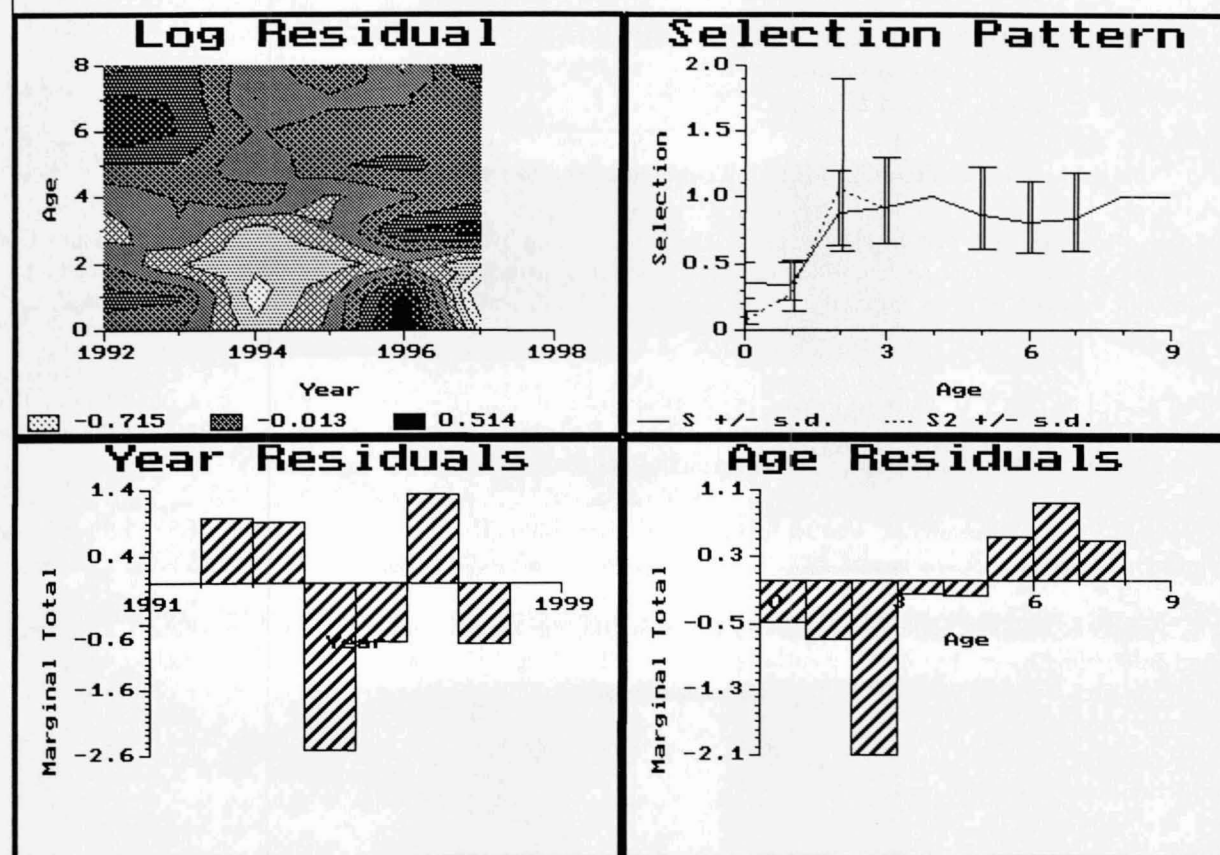 Log Residual
8
6
4
2
0
Age
1992 1994 1996 1998
Year
-0.715 -0.013 0.514
Selection Pattern
2.0
1.5
1.0
0.5
0
Selection
0 3 6 9
Age
S +/- s.d. S2 +/- s.d.
Year Residuals
1.4
0.4
-0.6
-1.6
-2.6
Marginal Total
1991 1999
Year
Age Residuals
1.1
0.3
-0.5
-1.3
-2.1
Marginal Total
0 3 6 9
Age